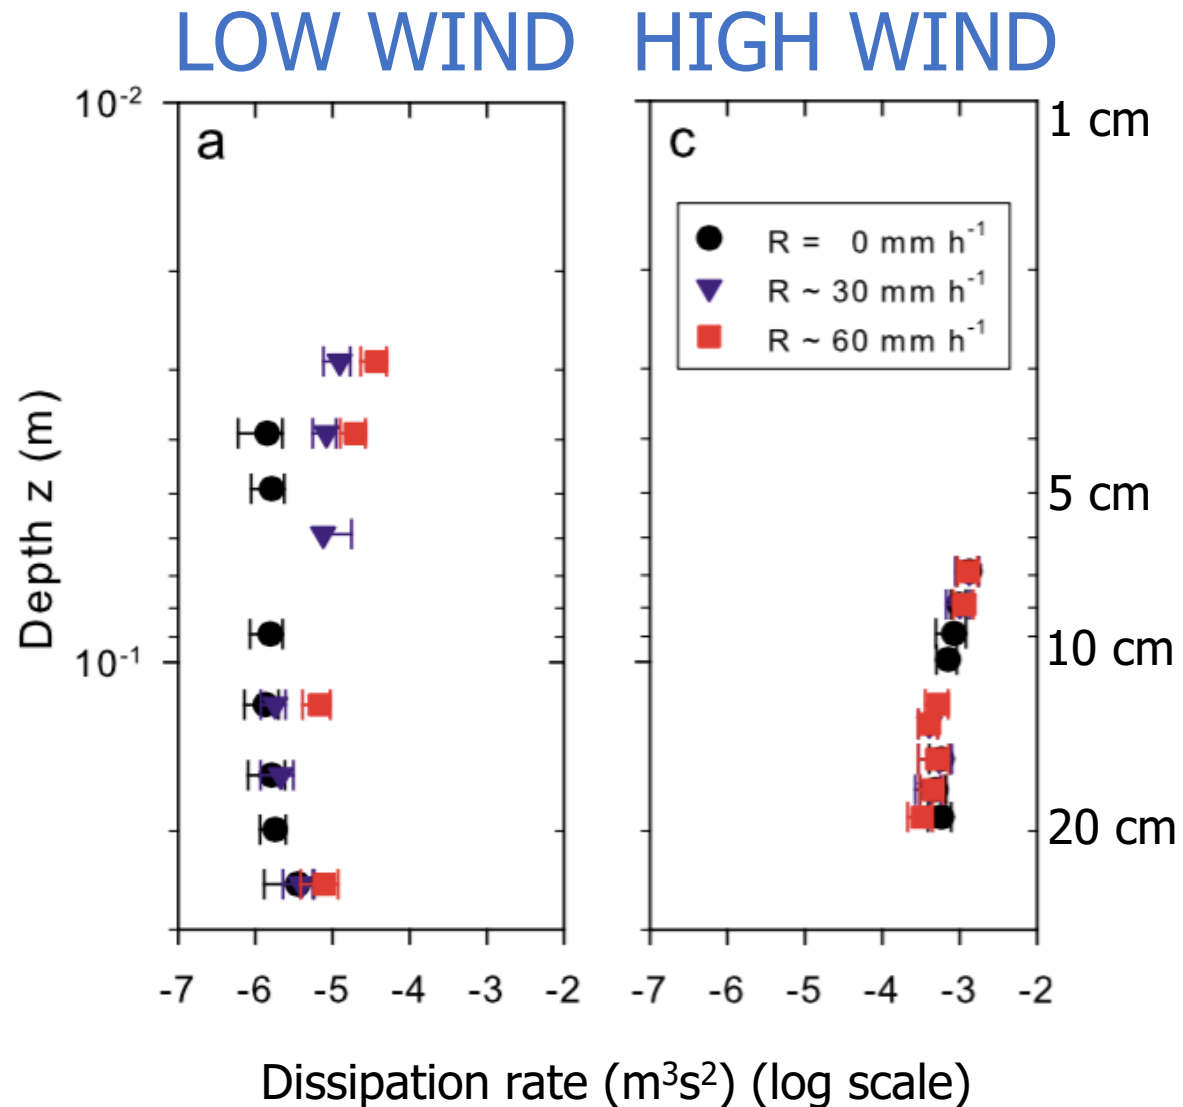 LOW WIND HIGH WIND
10⁻² a c 1 cm
R = 0 mm h⁻¹
R ~ 30 mm h⁻¹
R ~ 60 mm h⁻¹
Depth z (m)
5 cm
10⁻¹ 10 cm
20 cm
-7 -6 -5 -4 -3 -2 -7 -6 -5 -4 -3 -2
Dissipation rate (m³s²) (log scale)